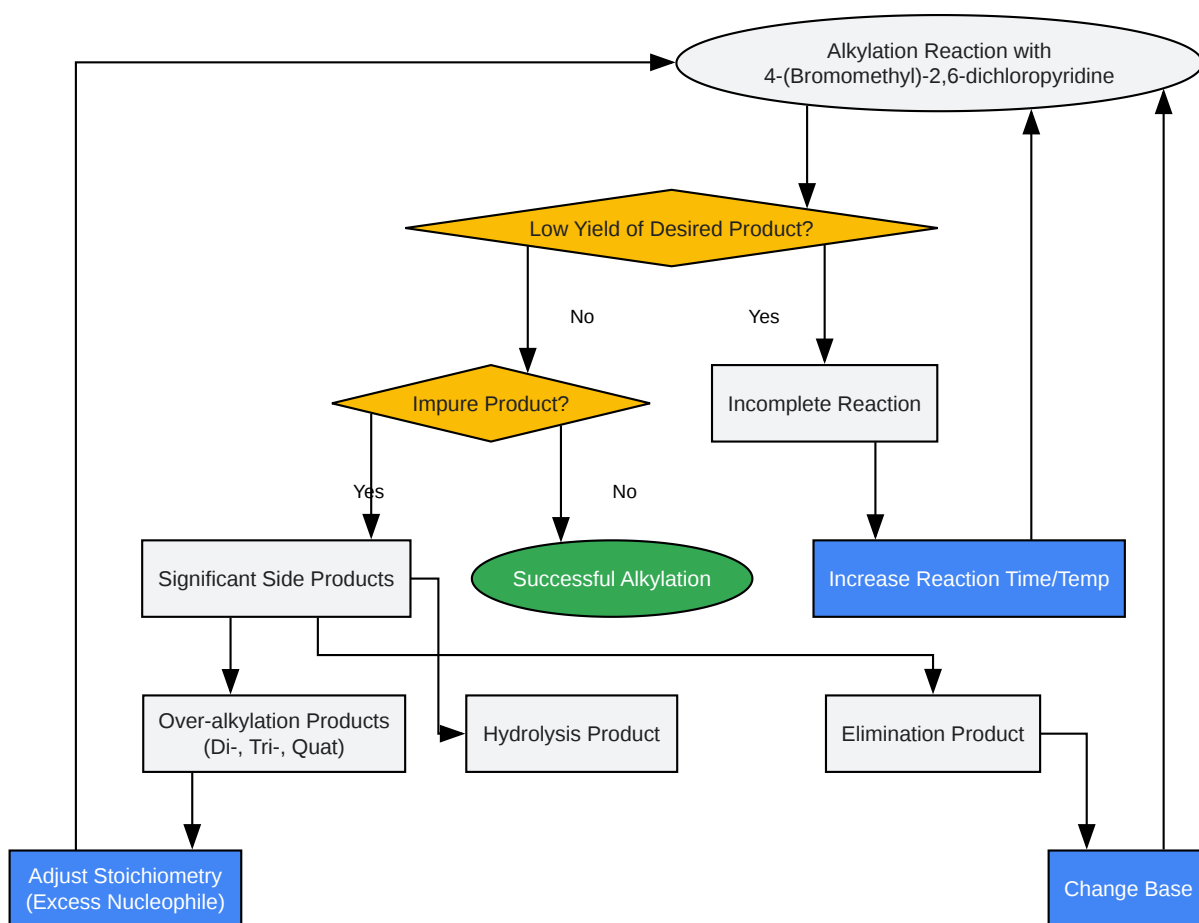 Alkylation Reaction with
4-(Bromomethyl)-2,6-dichloropyridine
Low Yield of Desired Product?
No
Yes
Impure Product?
Incomplete Reaction
Yes
No
Significant Side Products
Successful Alkylation
Increase Reaction Time/Temp
Over-alkylation Products
(Di-, Tri-, Quat)
Hydrolysis Product
Elimination Product
Adjust Stoichiometry
(Excess Nucleophile)
Change Base